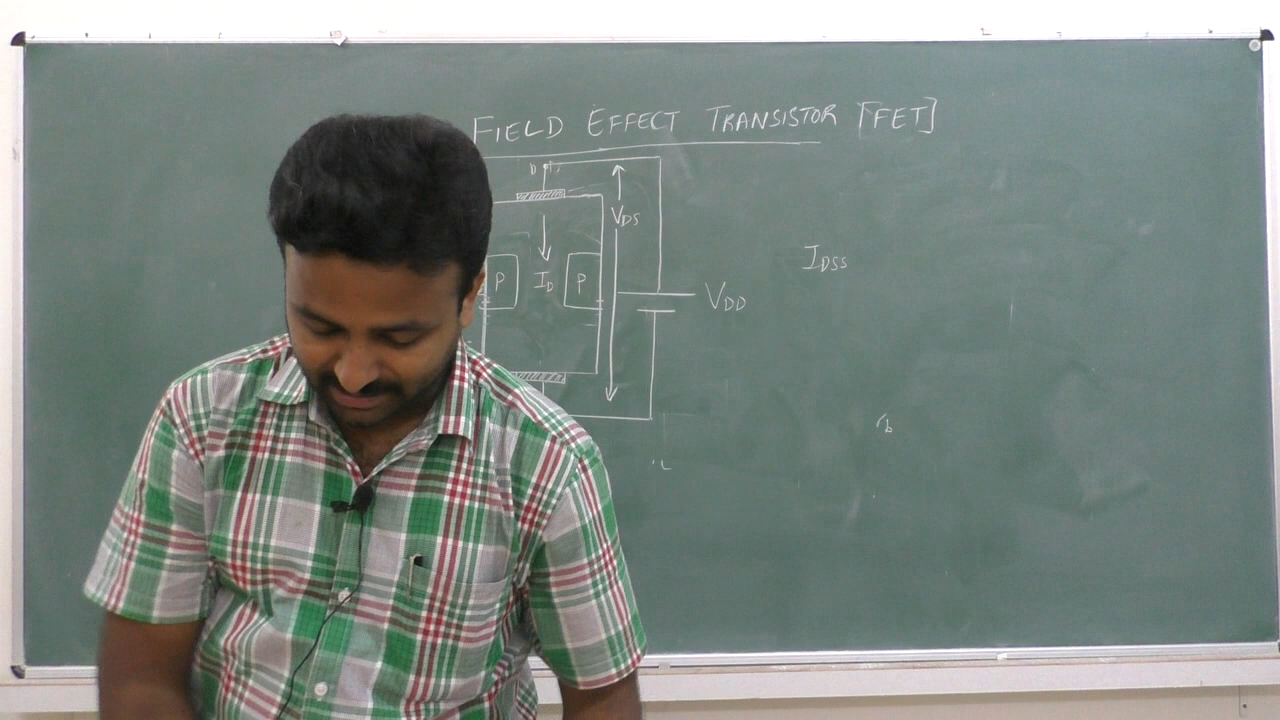 FIELD EFFECT TRANSISTOR [FET]
D
VDS
P ID P
IDSS
VDD